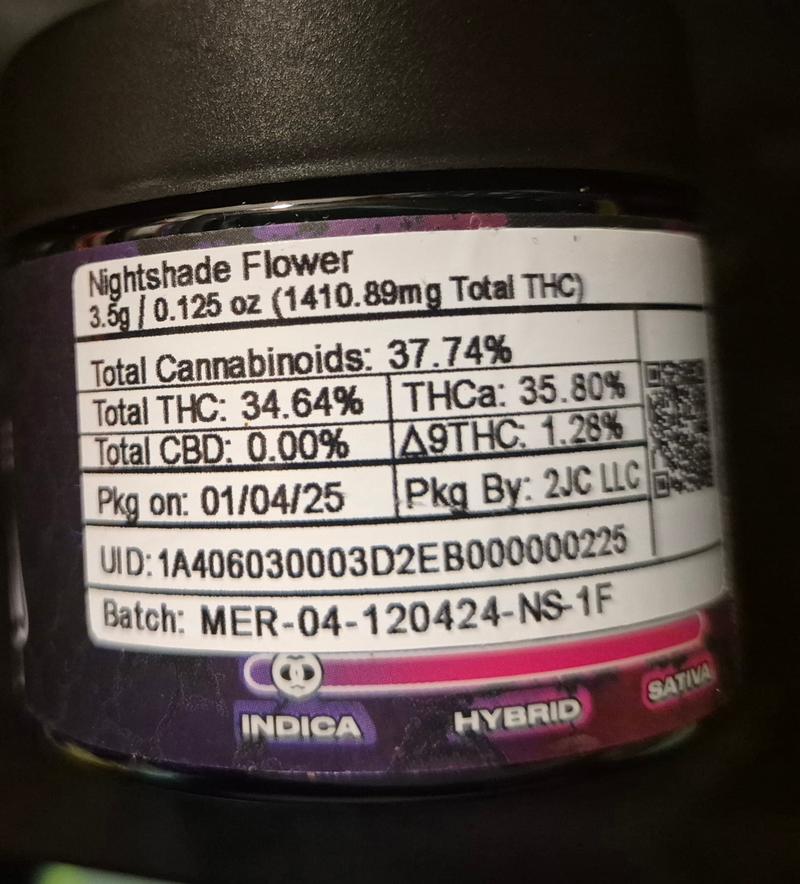 Nightshade Flower
3.5g / 0.125 oz (1410.89mg Total THC)
Total Cannabinoids: 37.74%
Total THC: 34.64% THCa: 35.80%
Total CBD: 0.00% Δ9THC: 1.28%
Pkg on: 01/04/25 Pkg By: 2JC LLC
UID: 1A406030003D2EB000000225
Batch: MER-04-120424-NS-1F
INDICA HYBRID SATIVA